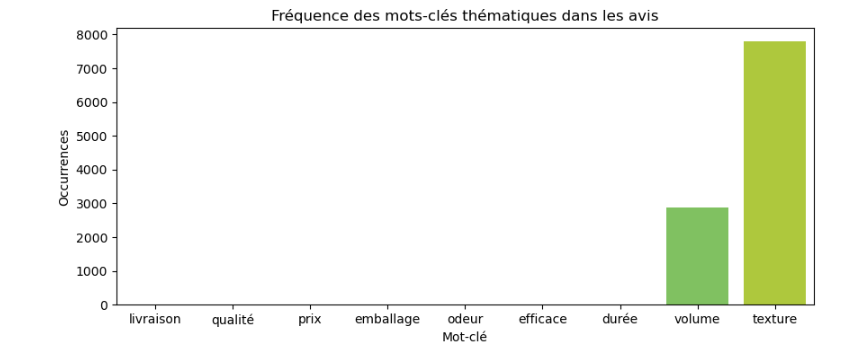 Fréquence des mots-clés thématiques dans les avis
8000
7000
6000
5000
4000
3000
2000
1000
0
Occurrences
livraison qualité prix emballage odeur efficace durée volume texture
Mot-clé